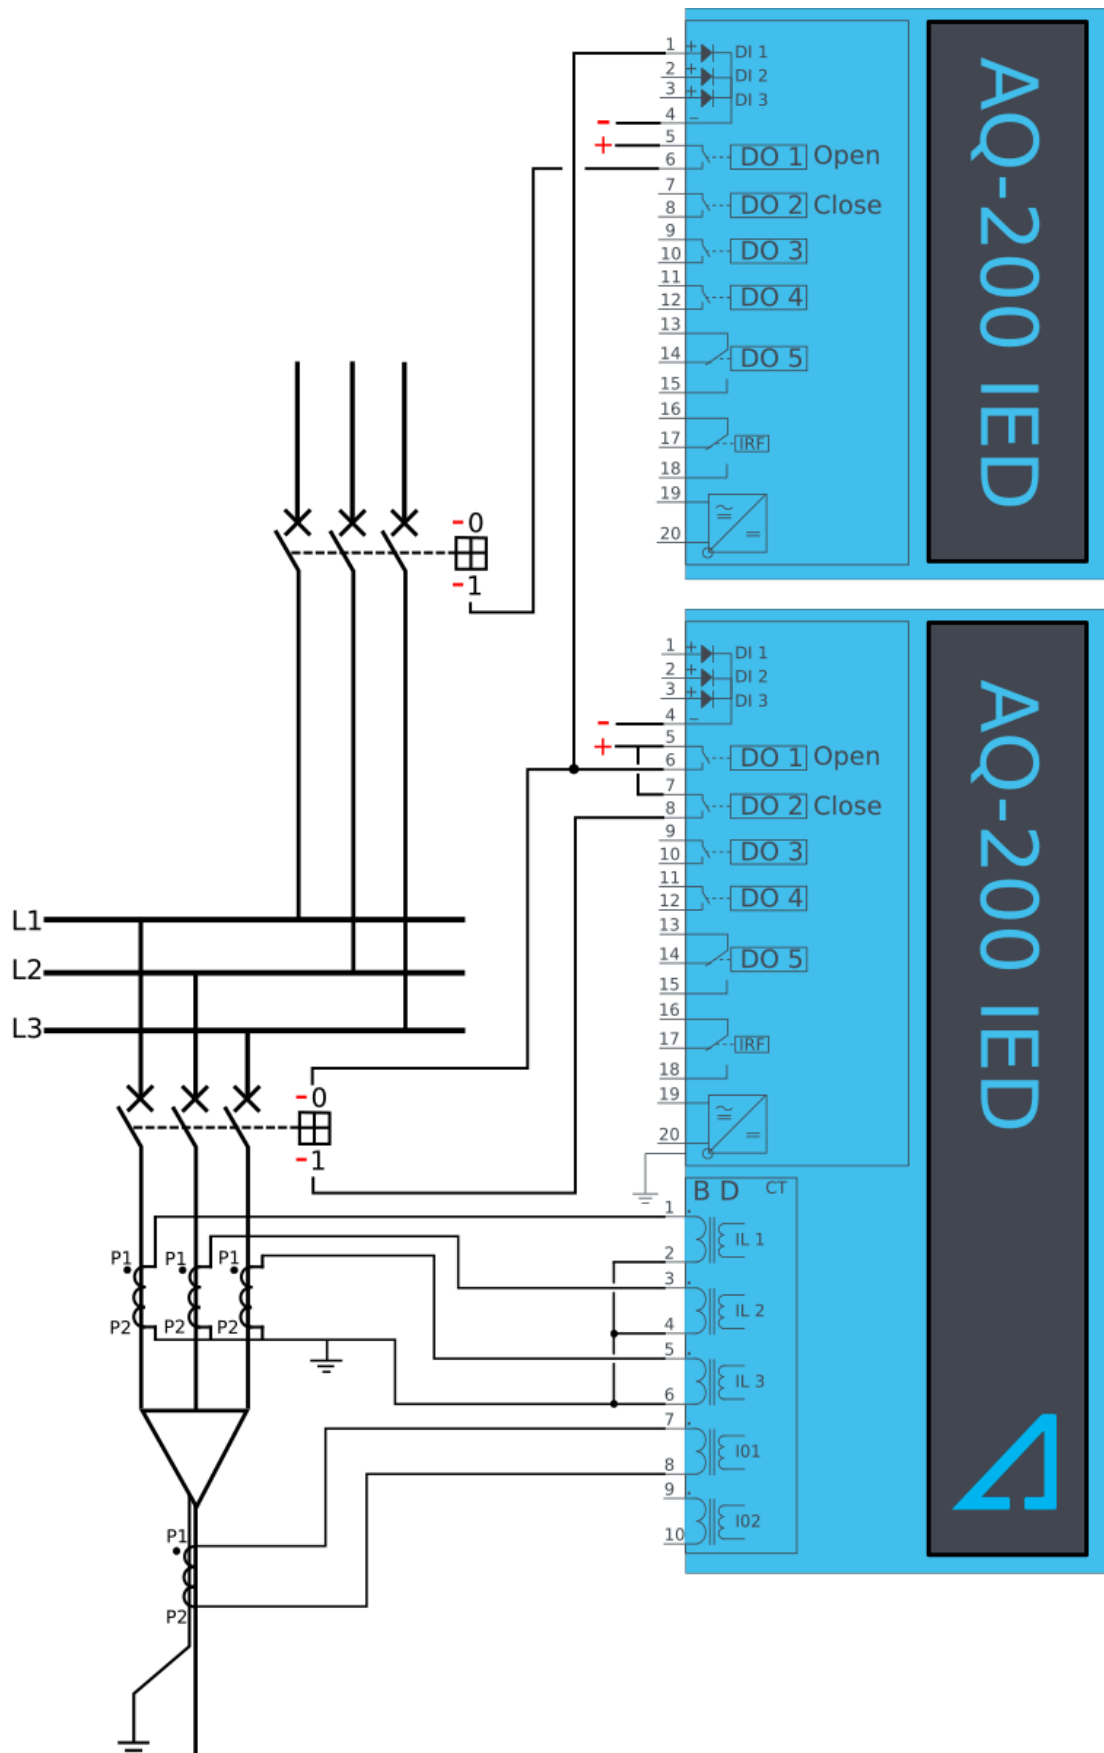 1 + DI 1
2 + DI 2
3 + DI 3
- 4 −
+ 5
6 DO 1 Open
7
8 DO 2 Close
9
10 DO 3
11
12 DO 4
13
14 DO 5
15
16
17 IRF
18
19
20
AQ-200 IED
-0
-1
1 + DI 1
2 + DI 2
3 + DI 3
- 4 −
+ 5
6 DO 1 Open
7
8 DO 2 Close
9
10 DO 3
11
12 DO 4
13
14 DO 5
15
16
17 IRF
18
19
20
AQ-200 IED
L1
L2
L3
-0
-1
B D CT
1
IL 1
2
3
IL 2
4
5
IL 3
6
7
I01
8
9
I02
10
P1 P1 P1
P2 P2 P2
P1
P2